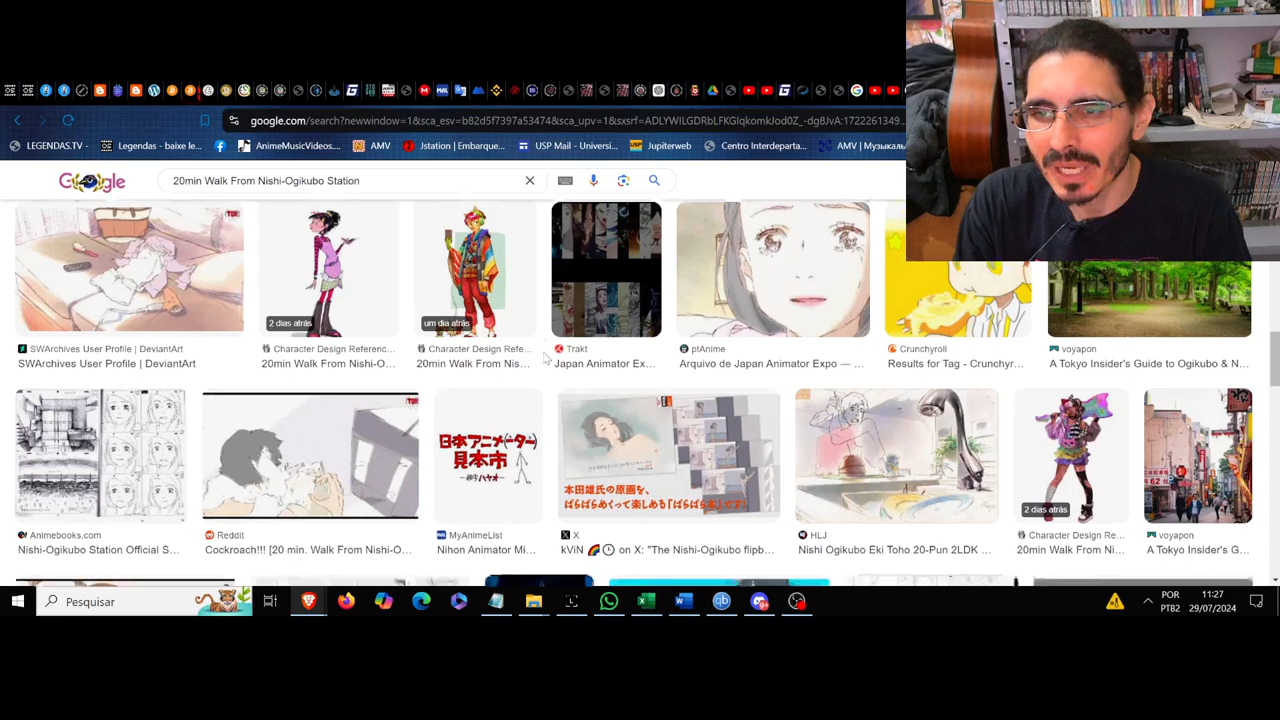 LEGENDAS.TV -
Legendas - baixe le...
AnimeMusicVideos...
AMV
Jstation | Embarque...
USP Mail - Universi...
Jupiterweb
Centro Interdeparta...
AMV | Музыкаль
google.com/search?newwindow=1&sca_esv=b82d5f7397a53474&sca_upv=1&sxsrf=ADLYWILGDRbLFKGIqkomkJod0Z_-dg8JvA:1722261349...
Google
20min Walk From Nishi-Ogikubo Station
2 dias atrás
um dia atrás
SWArchives User Profile | DeviantArt
SWArchives User Profile | DeviantArt
Character Design Referenc...
20min Walk From Nishi-O...
Character Design Refe...
20min Walk From Nis...
Trakt
Japan Animator Ex...
ptAnime
Arquivo de Japan Animator Expo — ...
Crunchyroll
Results for Tag - Crunchyr...
voyapon
A Tokyo Insider's Guide to Ogikubo & N...
日本アニメ(ーター)
見本市
本田雄氏の原画を、
ぱらぱらめくって楽しめる「ぱらぱら本」です!
2 dias atrás
Animebooks.com
Nishi-Ogikubo Station Official S...
Reddit
Cockroach!!! [20 min. Walk From Nishi-O...
MyAnimeList
Nihon Animator Mi...
X
kViN 🌈🕛 on X: "The Nishi-Ogikubo flipb...
HLJ
Nishi Ogikubo Eki Toho 20-Pun 2LDK ...
Character Design Re...
20min Walk From Ni...
voyapon
A Tokyo Insider's G...
Pesquisar
POR
PTB2
11:27
29/07/2024